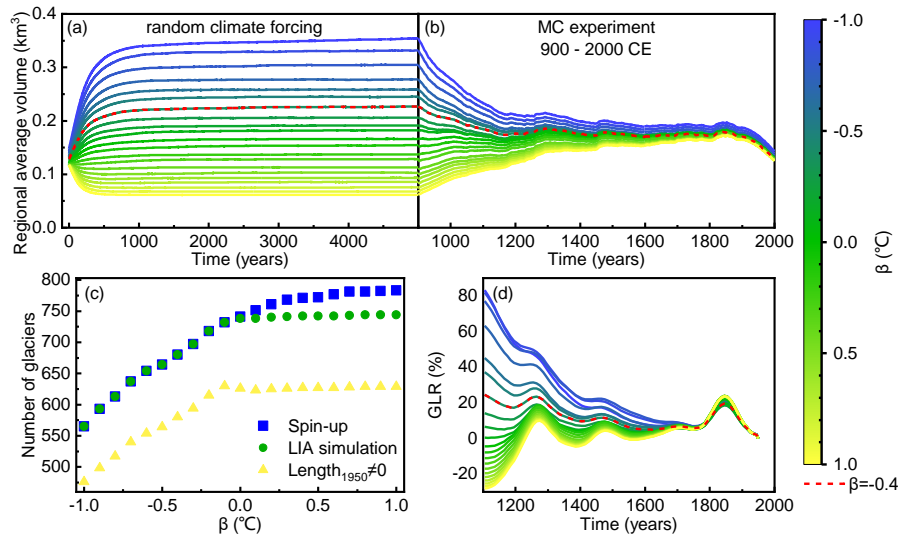 (a) random climate forcing
(b) MC experiment
900 - 2000 CE
Regional average volume (km³)
0.4
0.3
0.2
0.1
0.0
0 1000 2000 3000 4000
Time (years)
1000 1200 1400 1600 1800 2000
Time (years)
-1.0
-0.5
0.0
0.5
1.0
β (℃)
β=-0.4
(c)
Number of glaciers
800
750
700
650
600
550
500
Spin-up
LIA simulation
Length1950≠0
-1.0 -0.5 0.0 0.5 1.0
β (℃)
(d)
GLR (%)
80
60
40
20
0
-20
1200 1400 1600 1800 2000
Time (years)